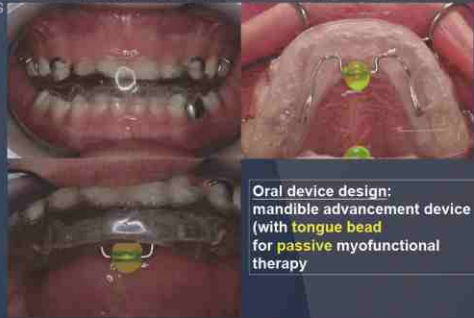 Oral device design:
mandible advancement device
(with tongue bead
for passive myofunctional
therapy